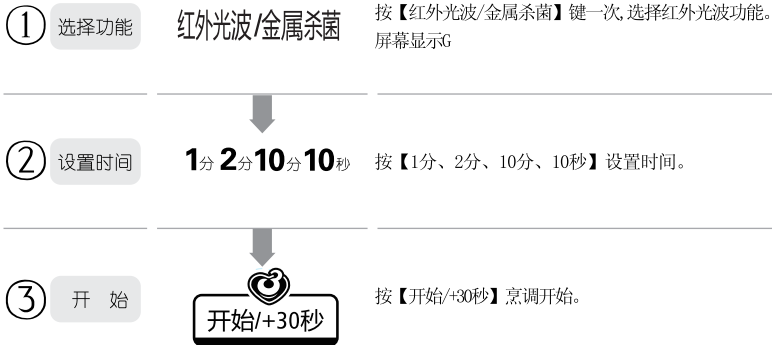 ① 选择功能
红外光波/金属杀菌
按【红外光波/金属杀菌】键一次,选择红外光波功能。
屏幕显示G
② 设置时间
1分 2分 10分 10秒
按【1分、2分、10分、10秒】设置时间。
③ 开 始
开始/+30秒
按【开始/+30秒】烹调开始。